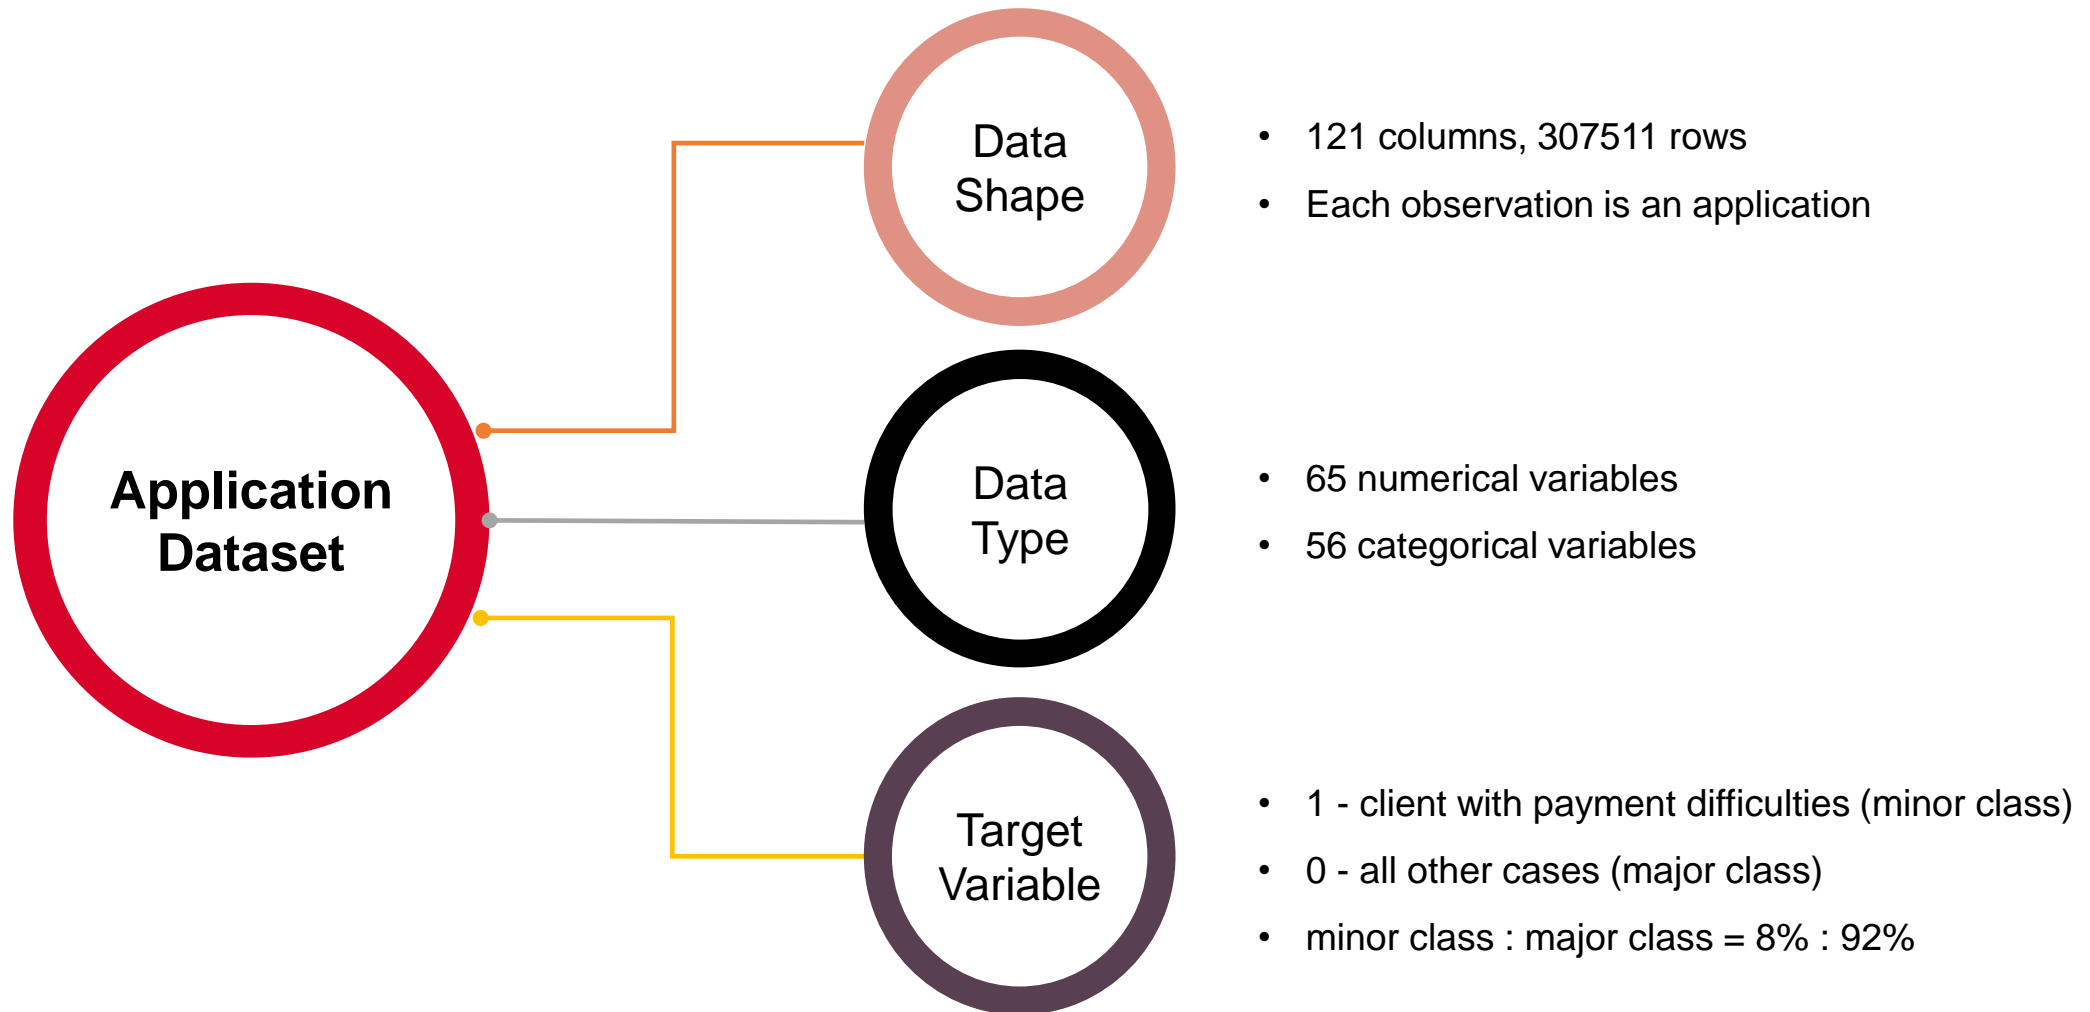 Application
Dataset
Data
Shape
• 121 columns, 307511 rows
• Each observation is an application
Data
Type
• 65 numerical variables
• 56 categorical variables
Target
Variable
• 1 - client with payment difficulties (minor class)
• 0 - all other cases (major class)
• minor class : major class = 8% : 92%